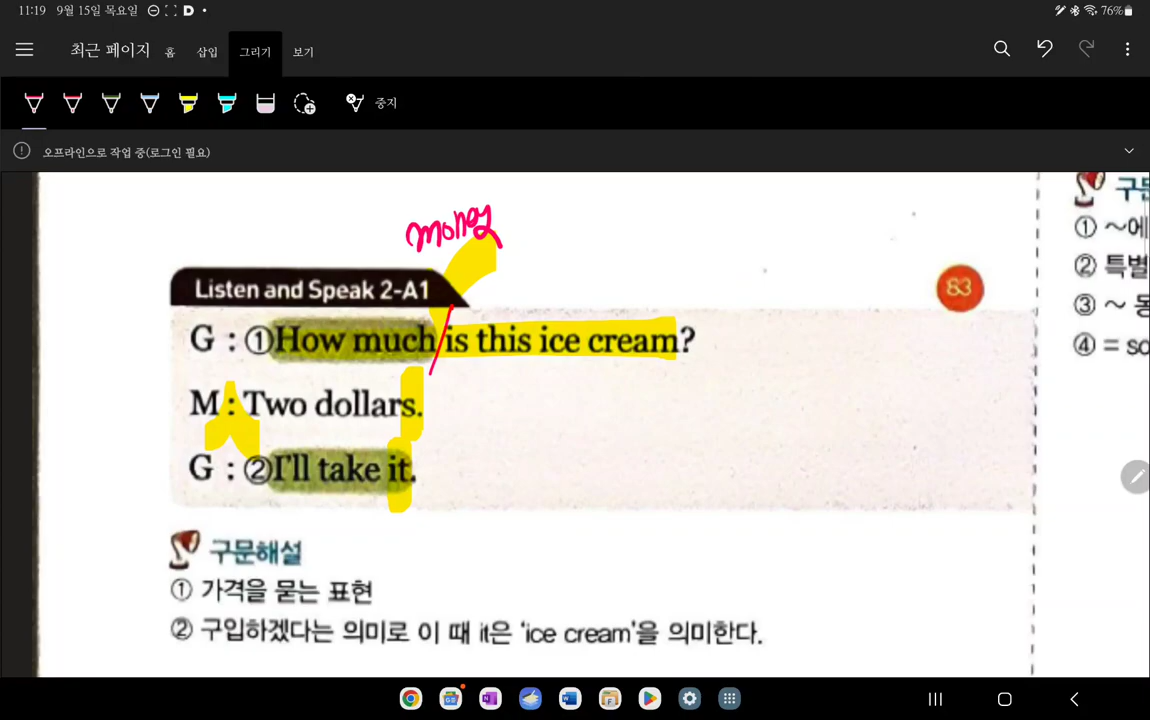 11:19 9월 15일 목요일 D 76%
최근 페이지 홈 삽입 그리기 보기
중지
오프라인으로 작업 중(로그인 필요)
money
Listen and Speak 2-A1
83
G : ①How much / is this ice cream?
M : Two dollars.
G : ②I'll take it.
구문해설
① 가격을 묻는 표현
② 구입하겠다는 의미로 이 때 it은 'ice cream'을 의미한다.
구문
① ~에
② 특별
③ ~ 동
④ = so